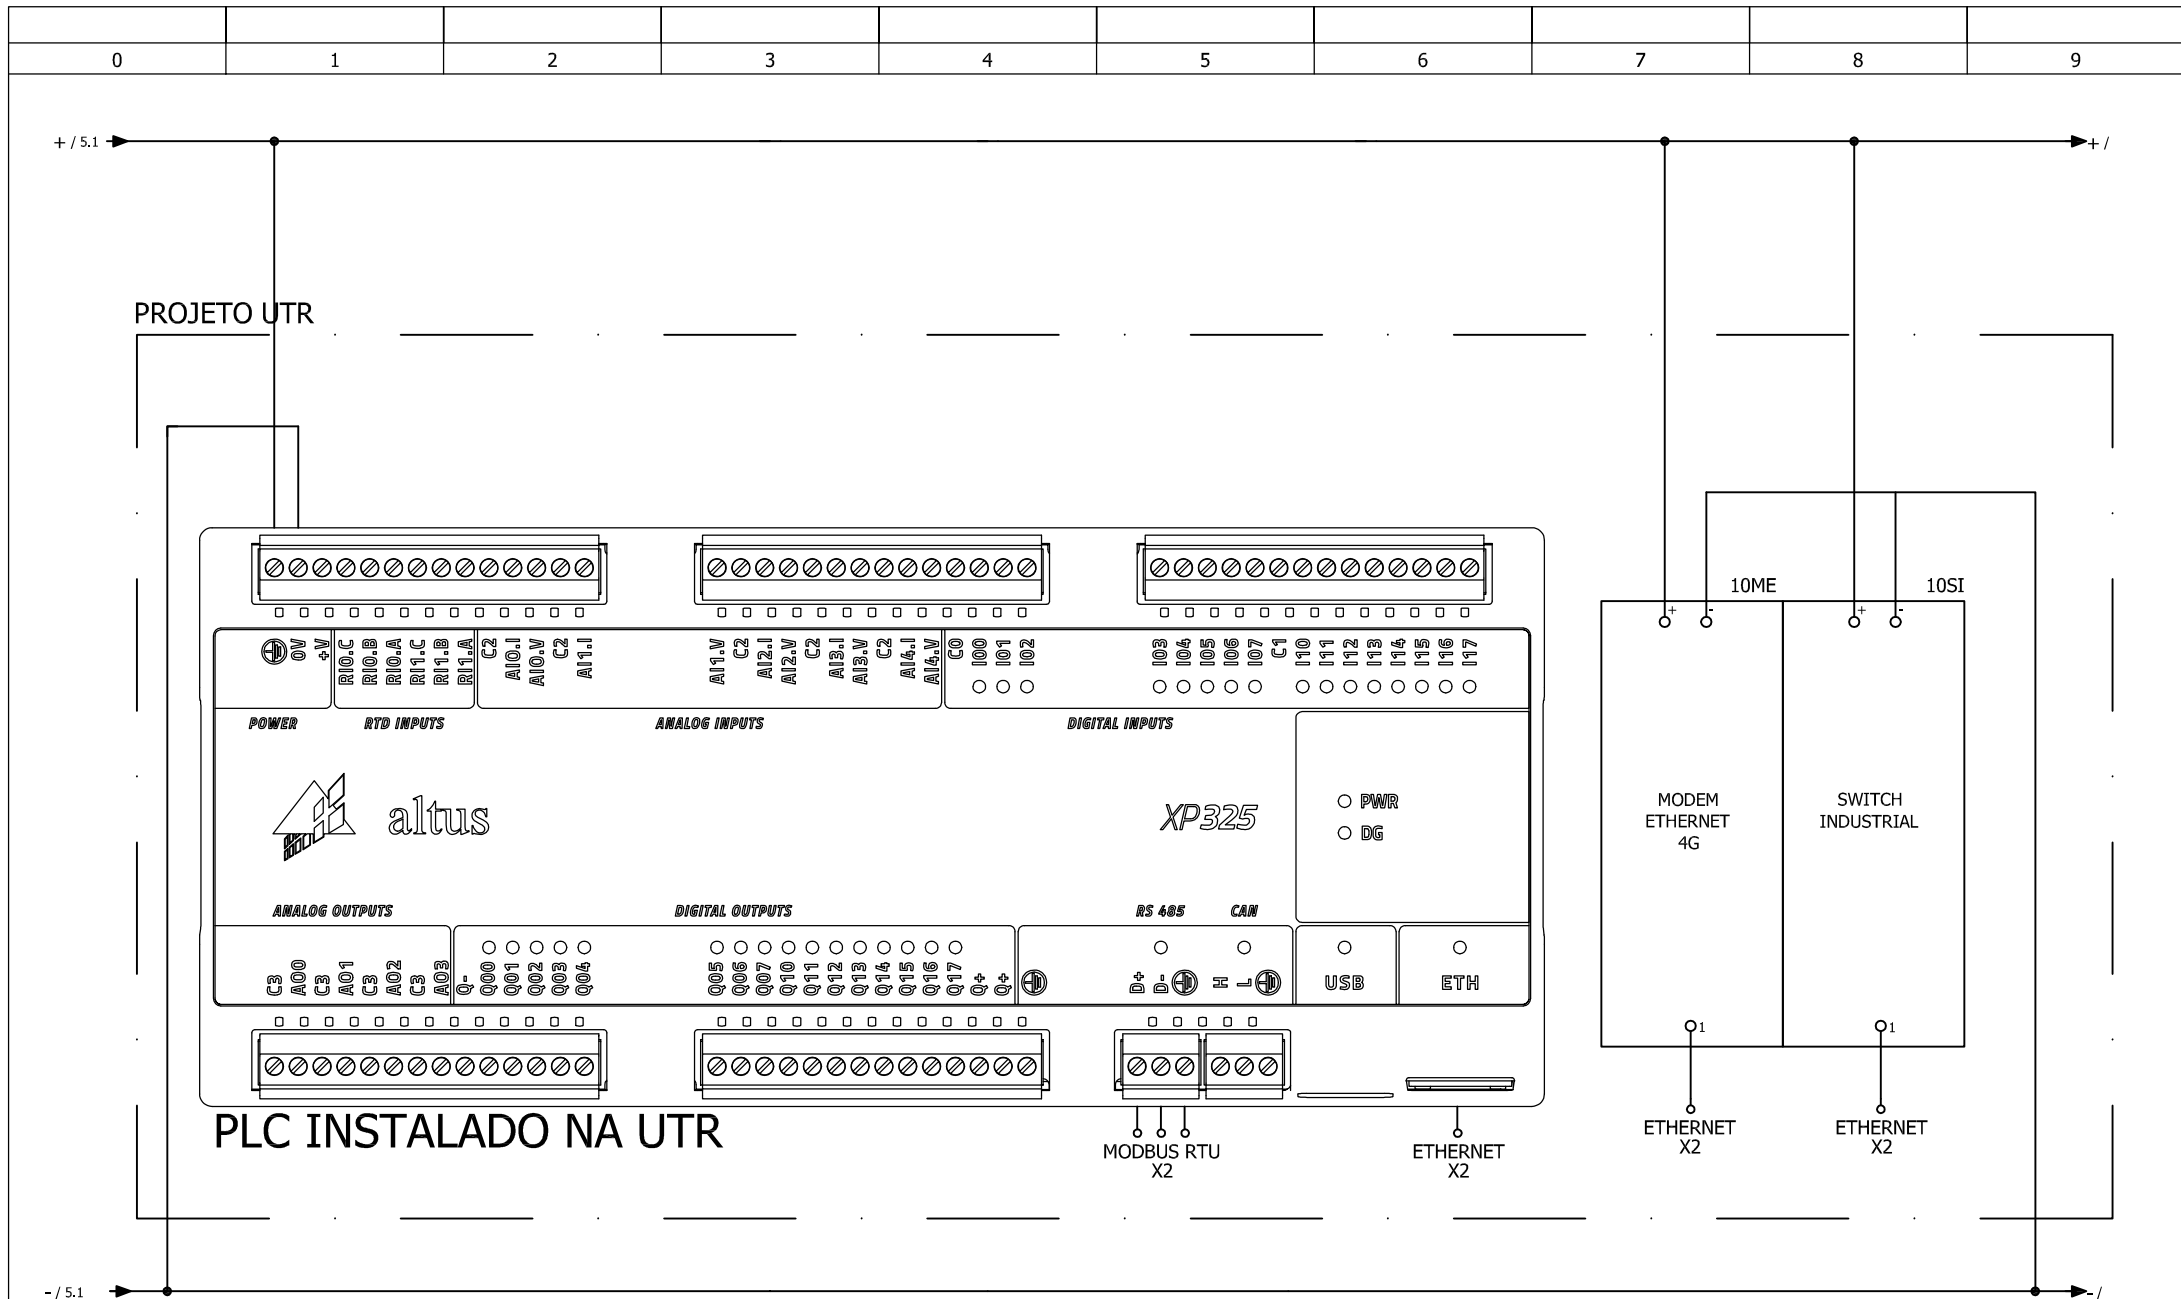 0 1 2 3 4 5 6 7 8 9
+ / 5.1
+ /
PROJETO UTR
10ME
10SI
+ -
+ -
0V +V RI0.C RI0.B RI0.A RI1.C RI1.B RI1.A C2 AI0.I AI0.V C2 AI1.I
AI1.V C2 AI2.I AI2.V C2 AI3.I AI3.V C2 AI4.I AI4.V C0 I00 I01 I02
I03 I04 I05 I06 I07 C1 I10 I11 I12 I13 I14 I15 I16 I17
POWER
RTD INPUTS
ANALOG INPUTS
DIGITAL INPUTS
altus
XP325
PWR
DG
MODEM
ETHERNET
4G
SWITCH
INDUSTRIAL
ANALOG OUTPUTS
DIGITAL OUTPUTS
RS 485
CAN
C3 AO0 C3 AO1 C3 AO2 C3 AO3 Q- Q00 Q01 Q02 Q03 Q04
Q05 Q06 Q07 Q10 Q11 Q12 Q13 Q14 Q15 Q16 Q17 Q+ Q+
D+ D- H L
USB
ETH
1
1
PLC INSTALADO NA UTR
MODBUS RTU
X2
ETHERNET
X2
ETHERNET
X2
ETHERNET
X2
- / 5.1
- /